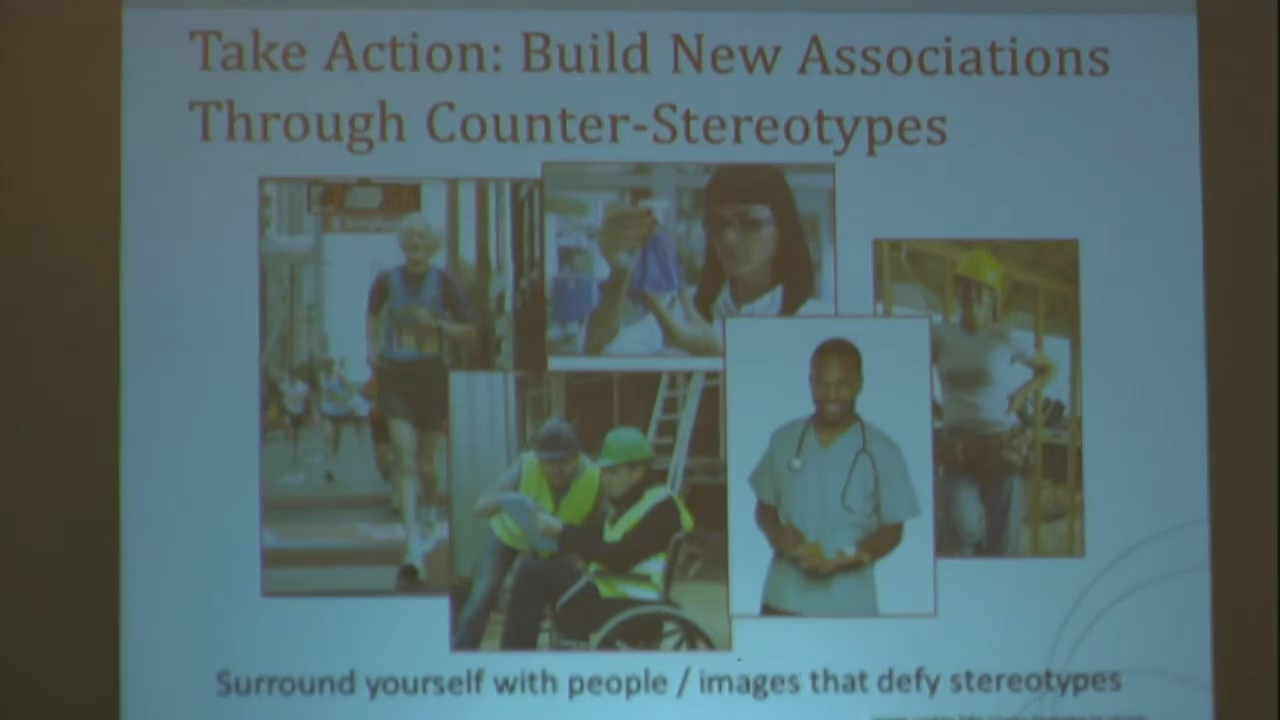 Take Action: Build New Associations
Through Counter-Stereotypes
Surround yourself with people / images that defy stereotypes